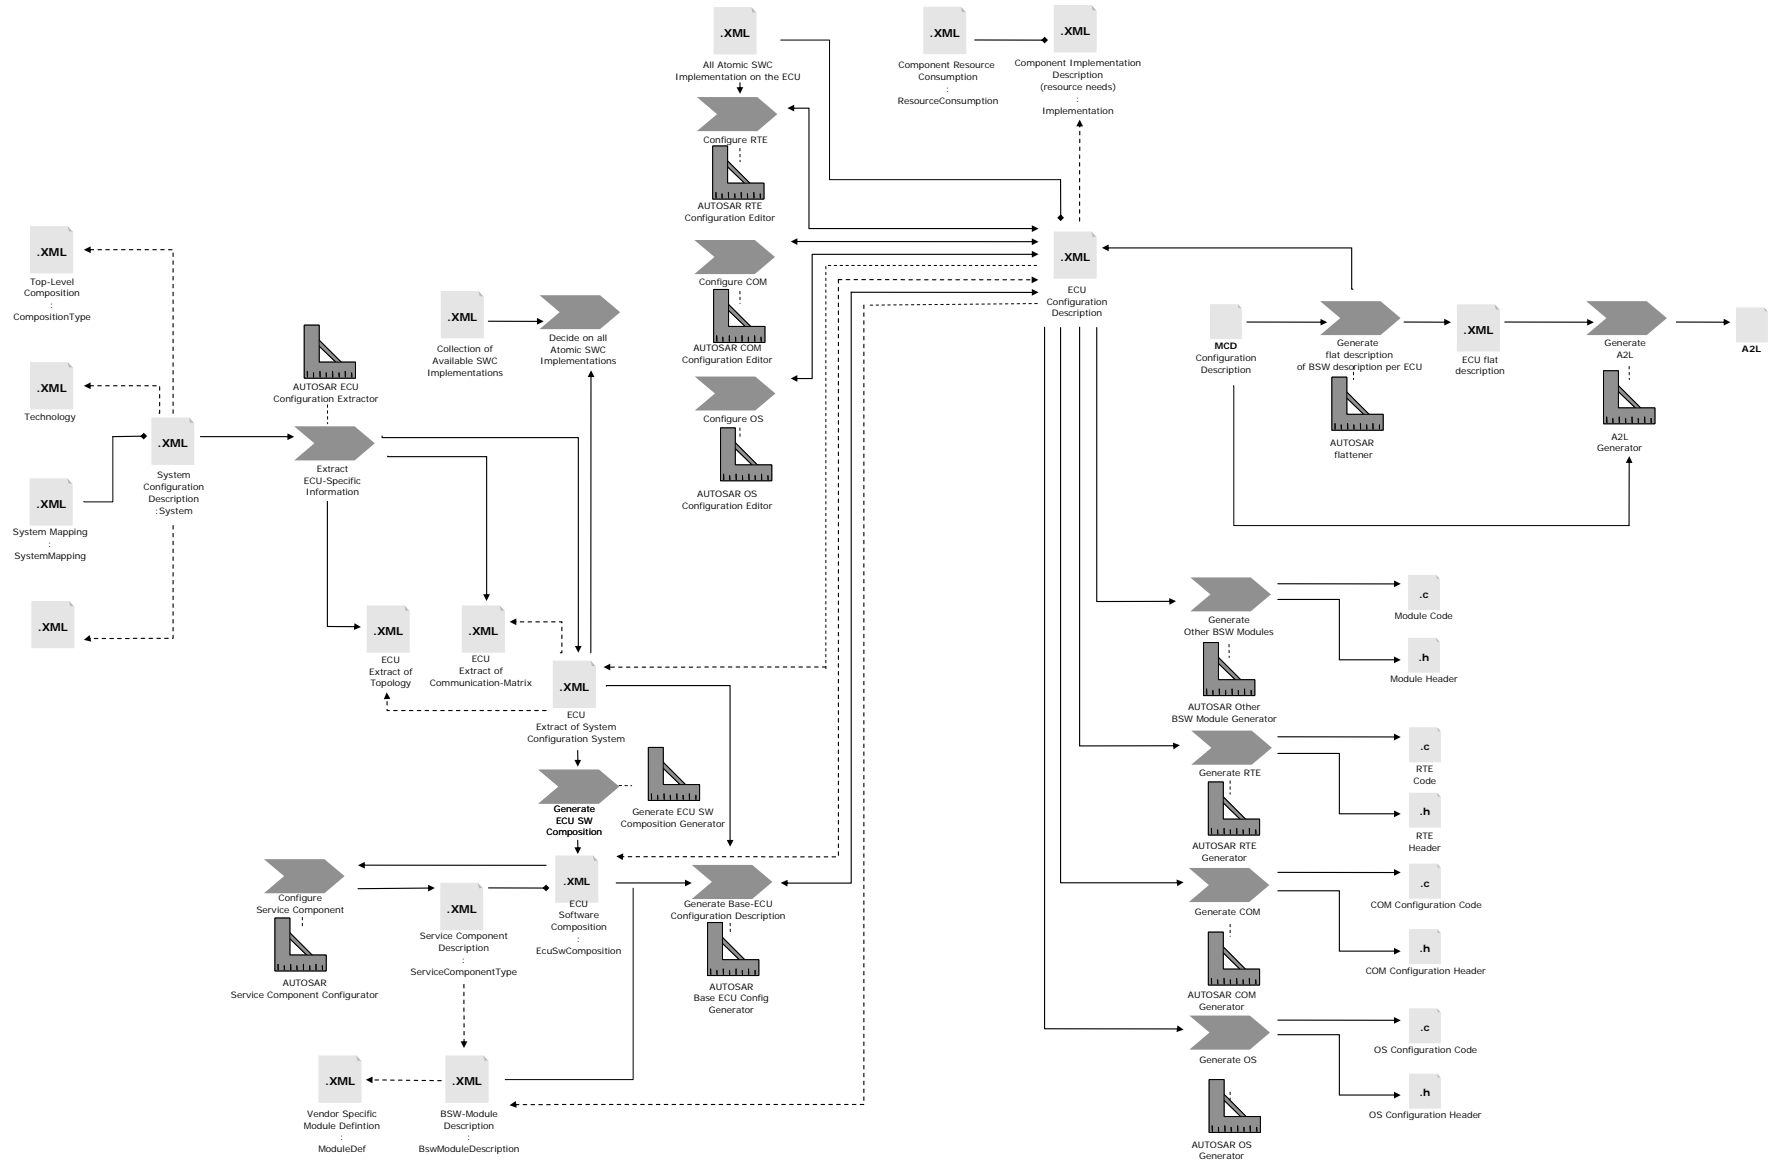 .XML
All Atomic SWC
Implementation on the ECU
.XML
Component Resource
Consumption
:
ResourceConsumption
.XML
Component Implementation
Description
(resource needs)
:
Implementation
Configure RTE
AUTOSAR RTE
Configuration Editor
Configure COM
AUTOSAR COM
Configuration Editor
Configure OS
AUTOSAR OS
Configuration Editor
.XML
Top-Level
Composition
:
CompositionType
.XML
Technology
.XML
System Mapping
:
SystemMapping
.XML
.XML
System
Configuration
Description
:System
AUTOSAR ECU
Configuration Extractor
Extract
ECU-Specific
Information
.XML
Collection of
Available SWC
Implementations
Decide on all
Atomic SWC
Implementations
.XML
ECU
Configuration
Description
MCD
Configuration
Description
Generate
flat description
of BSW description per ECU
AUTOSAR
flattener
.XML
ECU flat
description
Generate
A2L
A2L
Generator
A2L
.XML
ECU
Extract of
Topology
.XML
ECU
Extract of
Communication-Matrix
.XML
ECU
Extract of System
Configuration System
Generate
ECU SW
Composition
Generate ECU SW
Composition Generator
Configure
Service Component
AUTOSAR
Service Component Configurator
.XML
Service Component
Description
:
ServiceComponentType
.XML
ECU
Software
Composition
:
EcuSwComposition
Generate Base-ECU
Configuration Description
AUTOSAR
Base ECU Config
Generator
.XML
Vendor Specific
Module Defintion
:
ModuleDef
.XML
BSW-Module
Description
:
BswModuleDescription
Generate
Other BSW Modules
AUTOSAR Other
BSW Module Generator
.c
Module Code
.h
Module Header
Generate RTE
AUTOSAR RTE
Generator
.c
RTE
Code
.h
RTE
Header
Generate COM
AUTOSAR COM
Generator
.c
COM Configuration Code
.h
COM Configuration Header
Generate OS
AUTOSAR OS
Generator
.c
OS Configuration Code
.h
OS Configuration Header